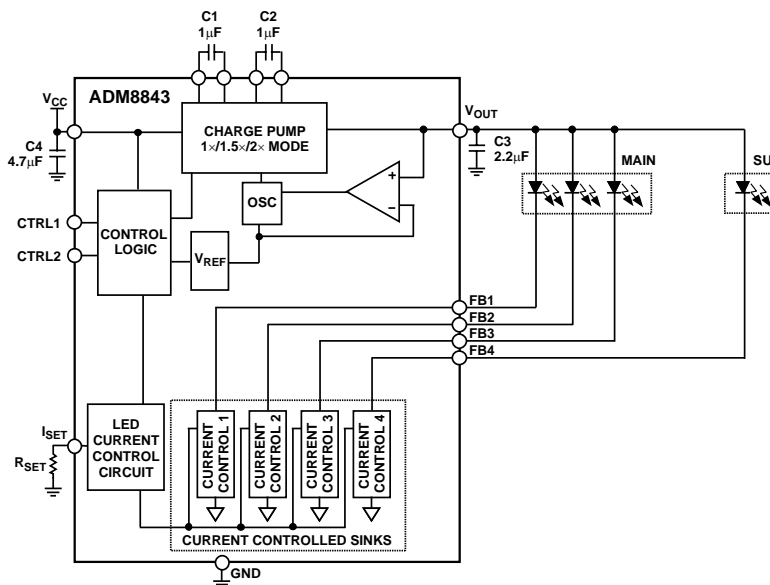 C1
1µF
C2
1µF
ADM8843
VCC
C4
4.7µF
CHARGE PUMP
1×/1.5×/2× MODE
VOUT
C3
2.2µF
MAIN
SU
OSC
+
–
CTRL1
CTRL2
CONTROL
LOGIC
VREF
FB1
FB2
FB3
FB4
ISET
RSET
LED
CURRENT
CONTROL
CIRCUIT
CURRENT
CONTROL 1
CURRENT
CONTROL 2
CURRENT
CONTROL 3
CURRENT
CONTROL 4
CURRENT CONTROLLED SINKS
GND